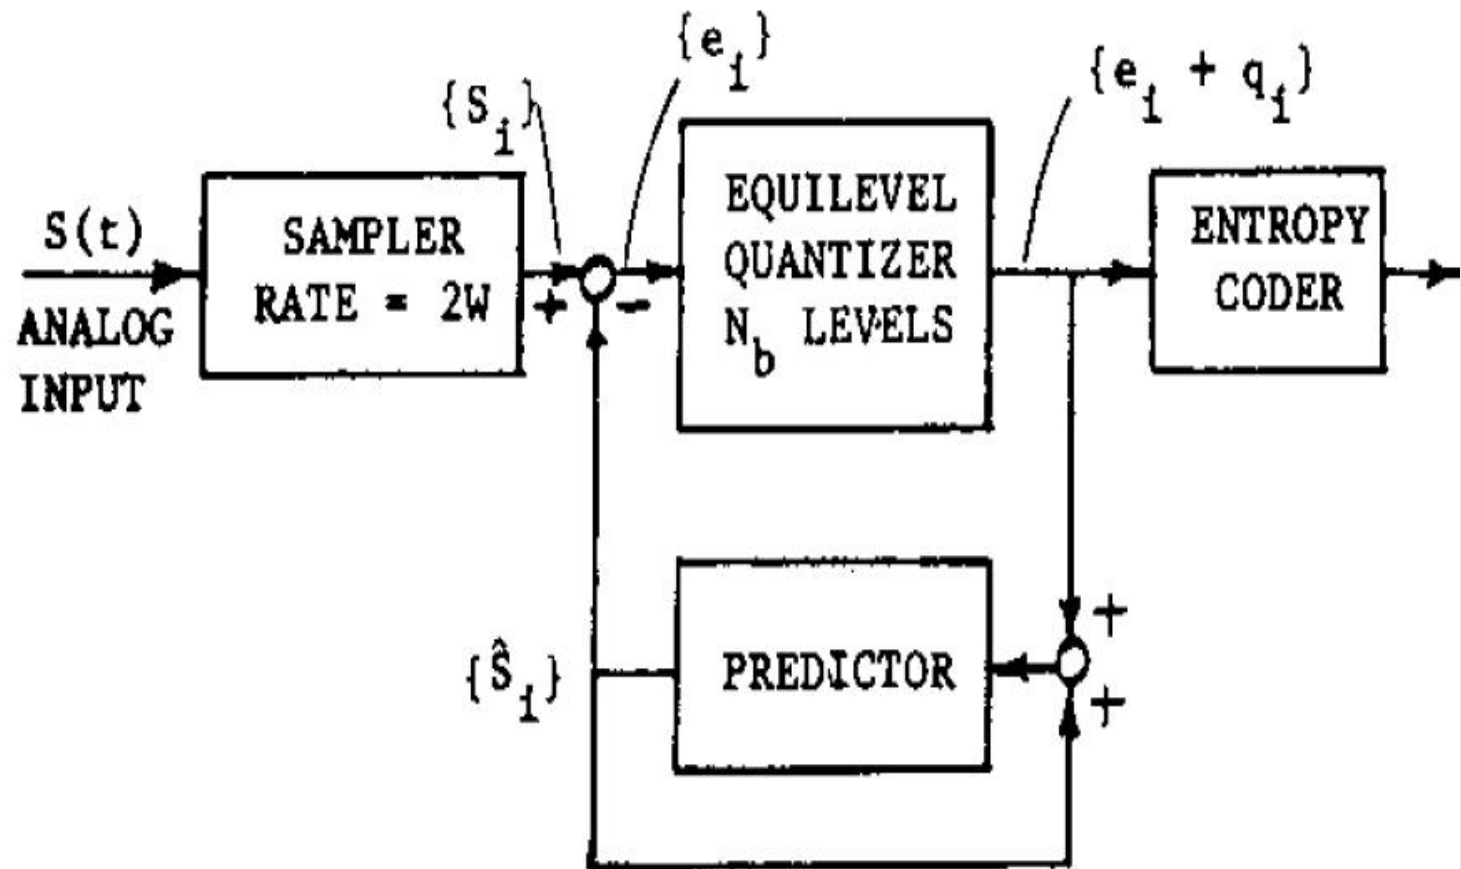 {e_i}
{S_i}
{e_i + q_i}
S(t)
ANALOG
INPUT
SAMPLER
RATE = 2W
+
-
EQUILEVEL
QUANTIZER
N_b LEVELS
ENTROPY
CODER
{Ŝ_i}
PREDICTOR
+
+